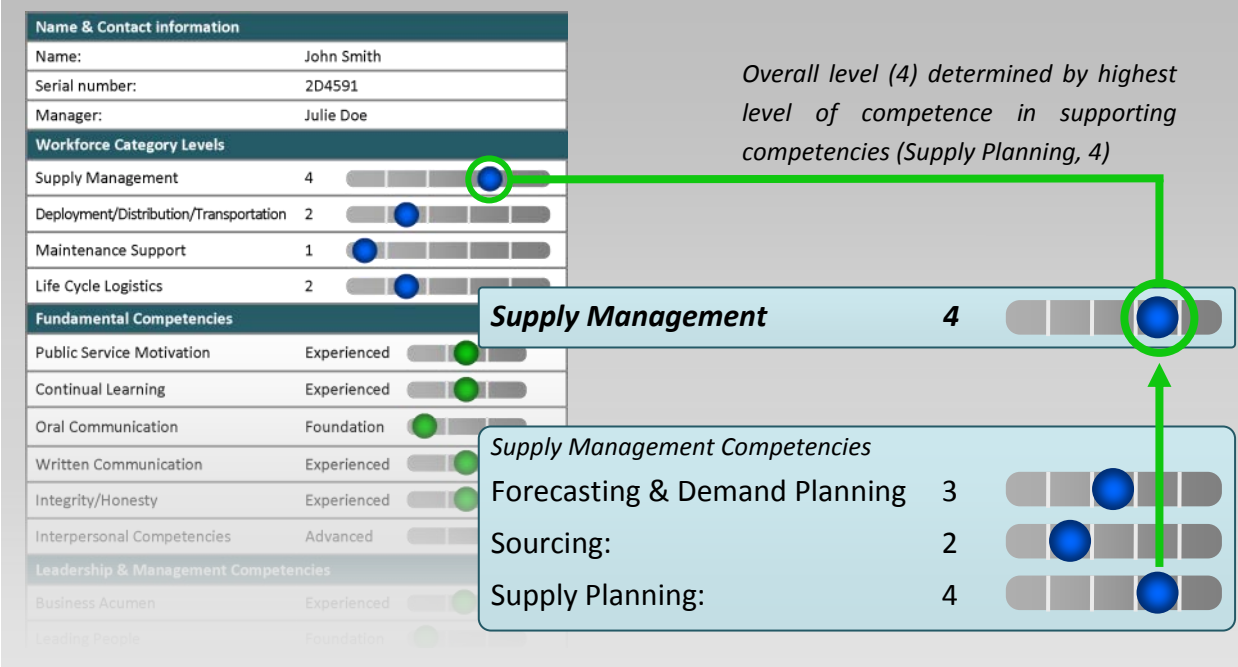 Name & Contact information
Name: John Smith
Serial number: 2D4591
Manager: Julie Doe
Workforce Category Levels
Supply Management 4
Deployment/Distribution/Transportation 2
Maintenance Support 1
Life Cycle Logistics 2
Fundamental Competencies
Public Service Motivation Experienced
Continual Learning Experienced
Oral Communication Foundation
Written Communication Experienced
Integrity/Honesty Experienced
Interpersonal Competencies Advanced
Leadership & Management Competencies
Business Acumen Experienced
Leading People Foundation
Overall level (4) determined by highest
level of competence in supporting
competencies (Supply Planning, 4)
Supply Management 4
Supply Management Competencies
Forecasting & Demand Planning 3
Sourcing: 2
Supply Planning: 4